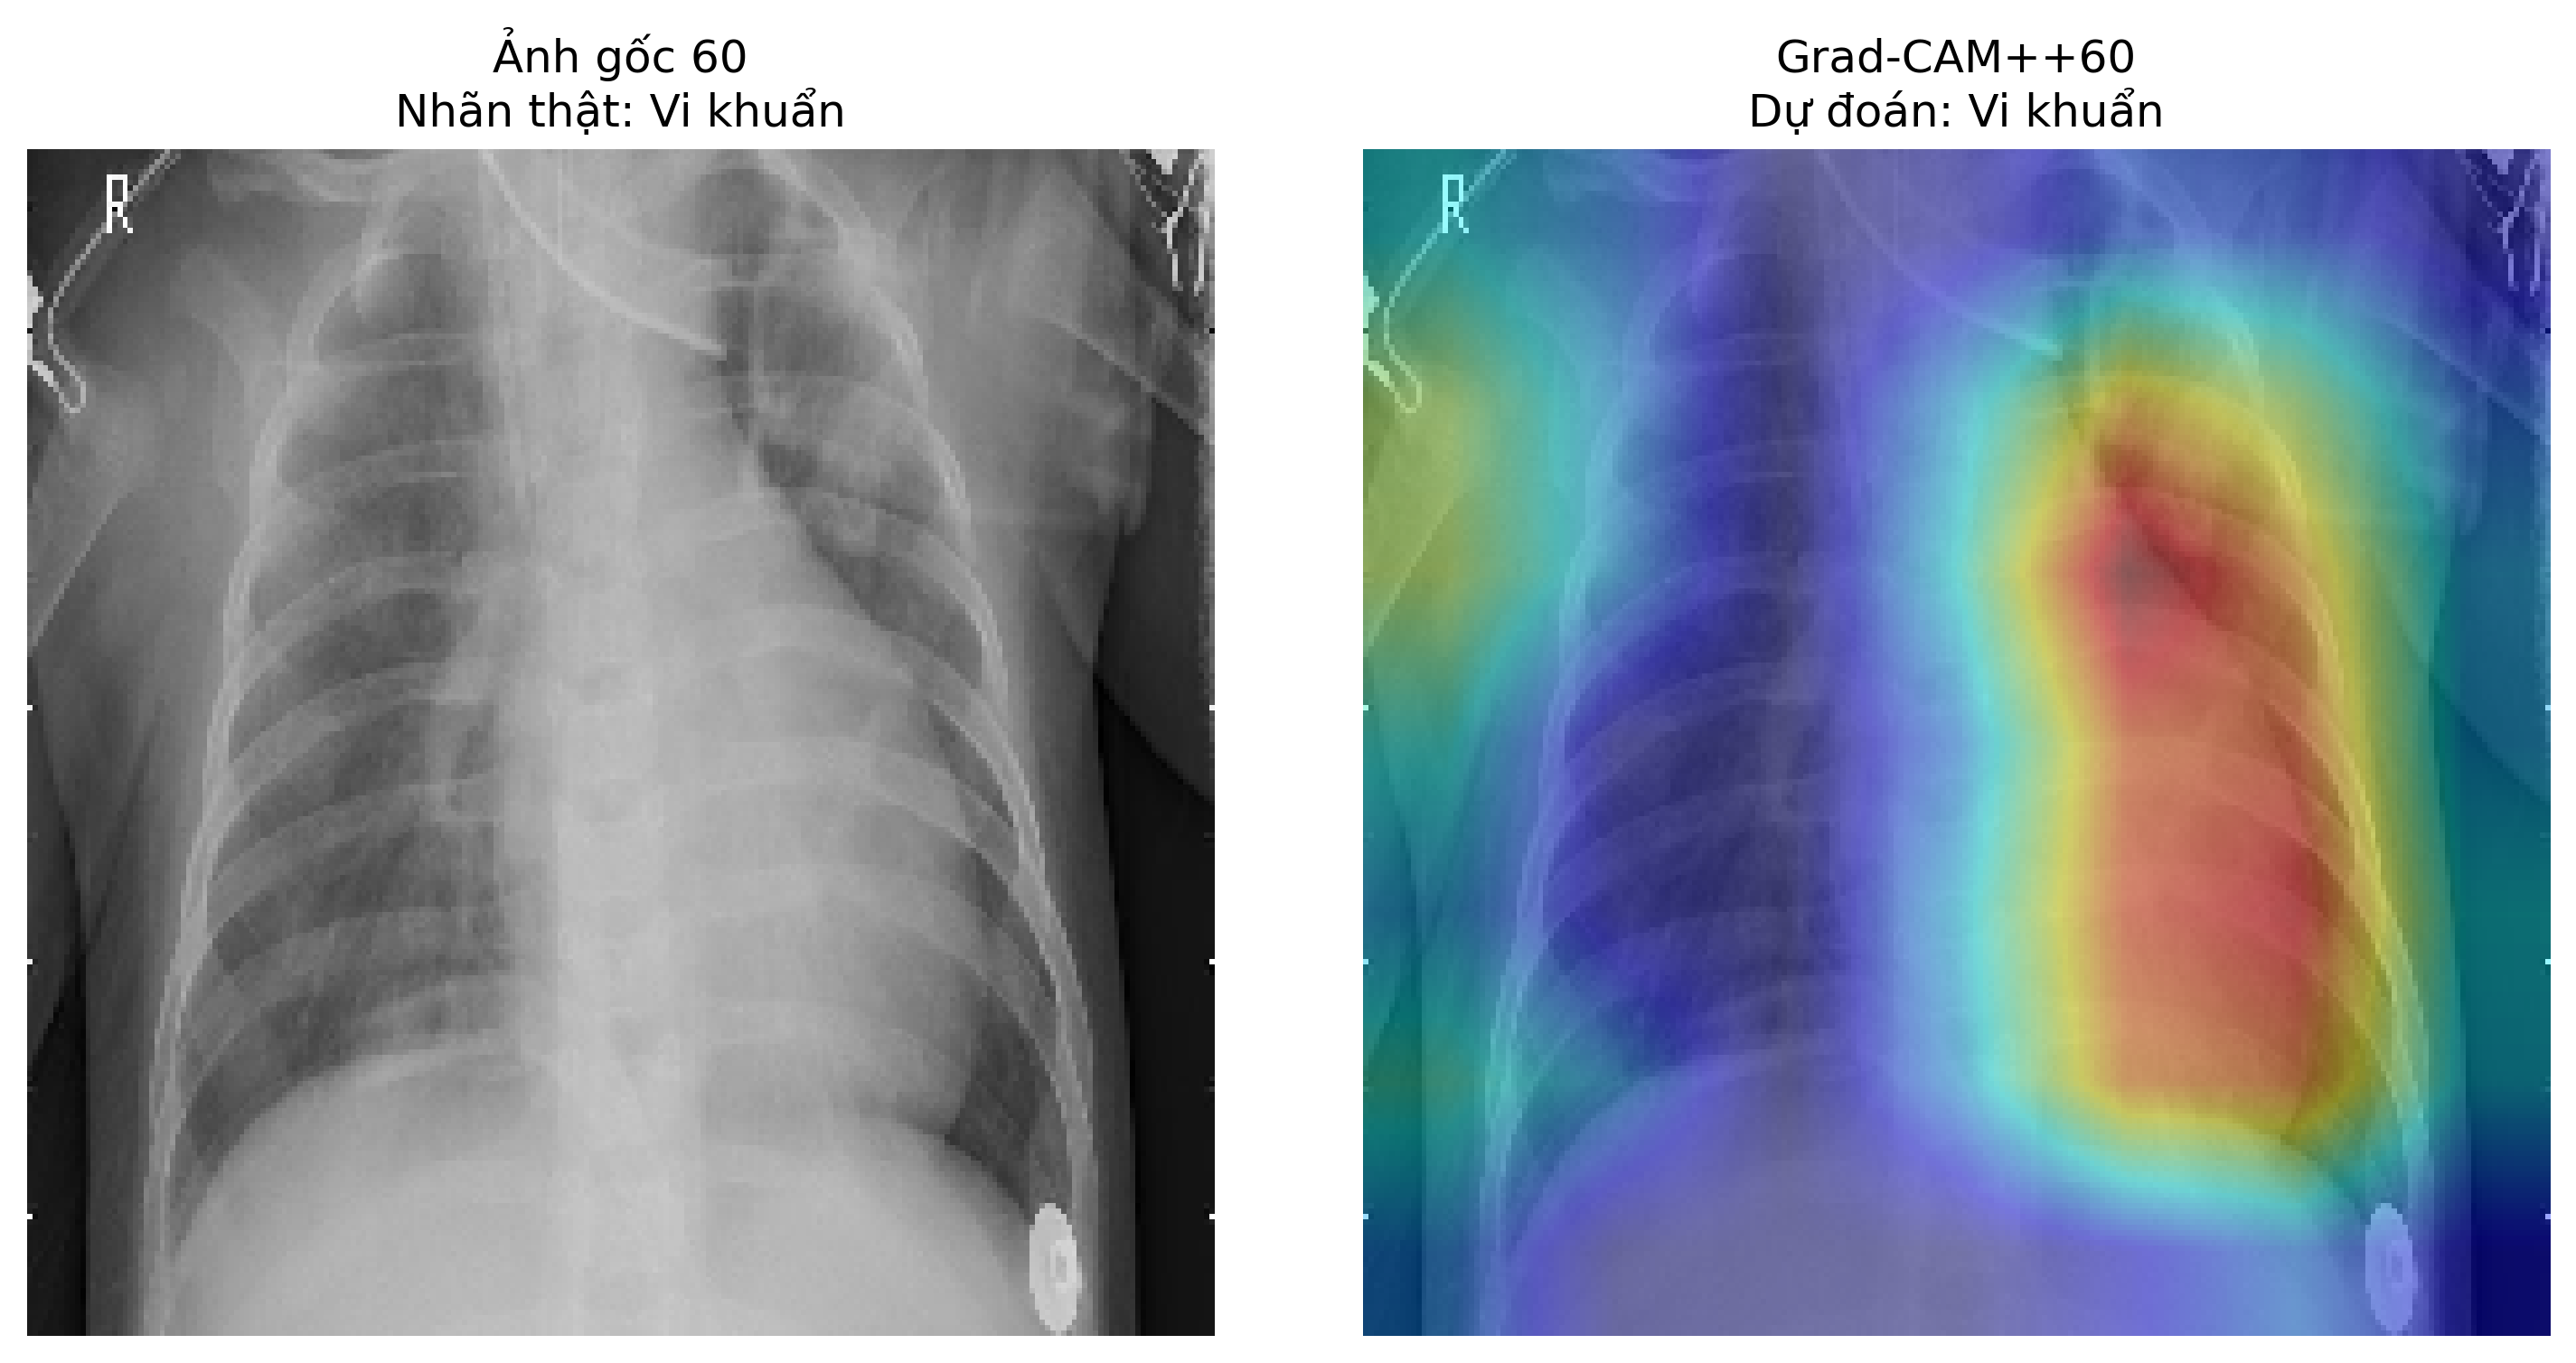 Ảnh gốc 60
Nhãn thật: Vi khuẩn
R
Grad-CAM++60
Dự đoán: Vi khuẩn
R